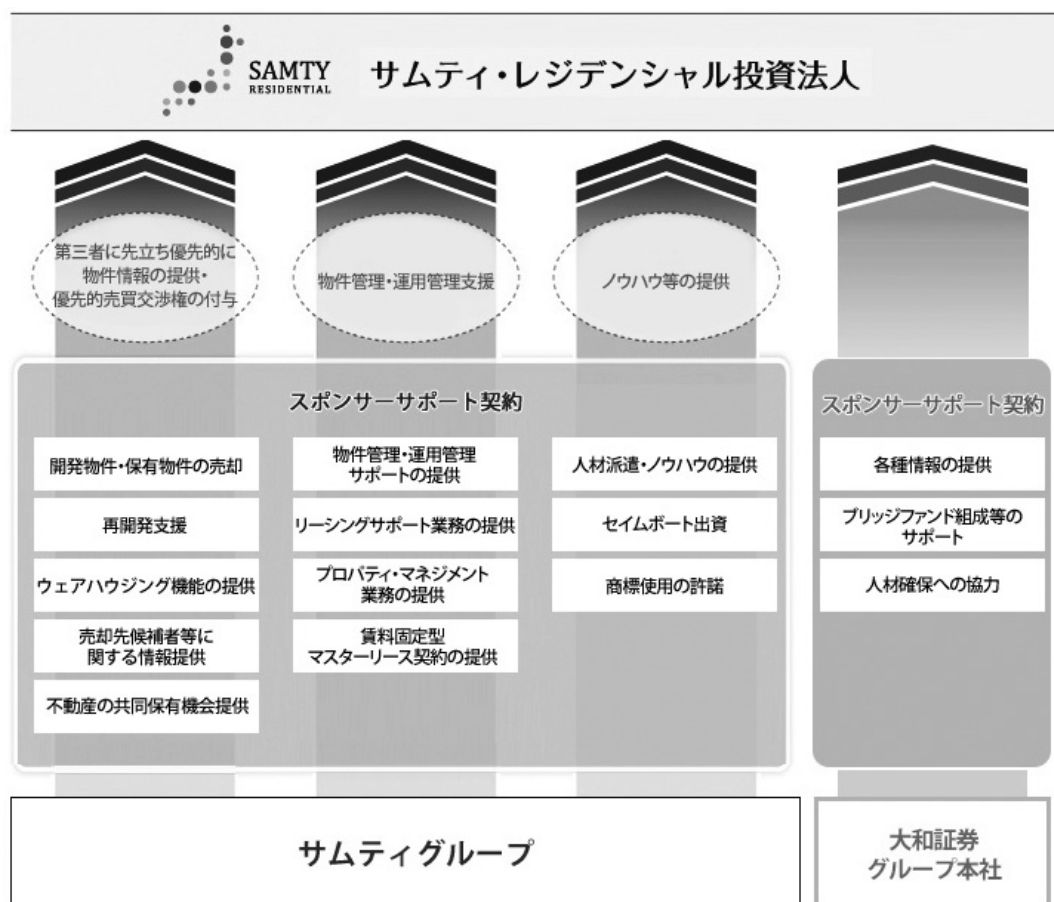 SAMTY
RESIDENTIAL
サムティ・レジデンシャル投資法人
第三者に先立ち優先的に
物件情報の提供・
優先的売買交渉権の付与
物件管理・運用管理支援
ノウハウ等の提供
スポンサーサポート契約
開発物件・保有物件の売却
再開発支援
ウェアハウジング機能の提供
売却先候補者等に
関する情報提供
不動産の共同保有機会提供
物件管理・運用管理
サポートの提供
リーシングサポート業務の提供
プロパティ・マネジメント
業務の提供
賃料固定型
マスターリース契約の提供
人材派遣・ノウハウの提供
セイムボート出資
商標使用の許諾
スポンサーサポート契約
各種情報の提供
ブリッジファンド組成等の
サポート
人材確保への協力
サムティグループ
大和証券
グループ本社